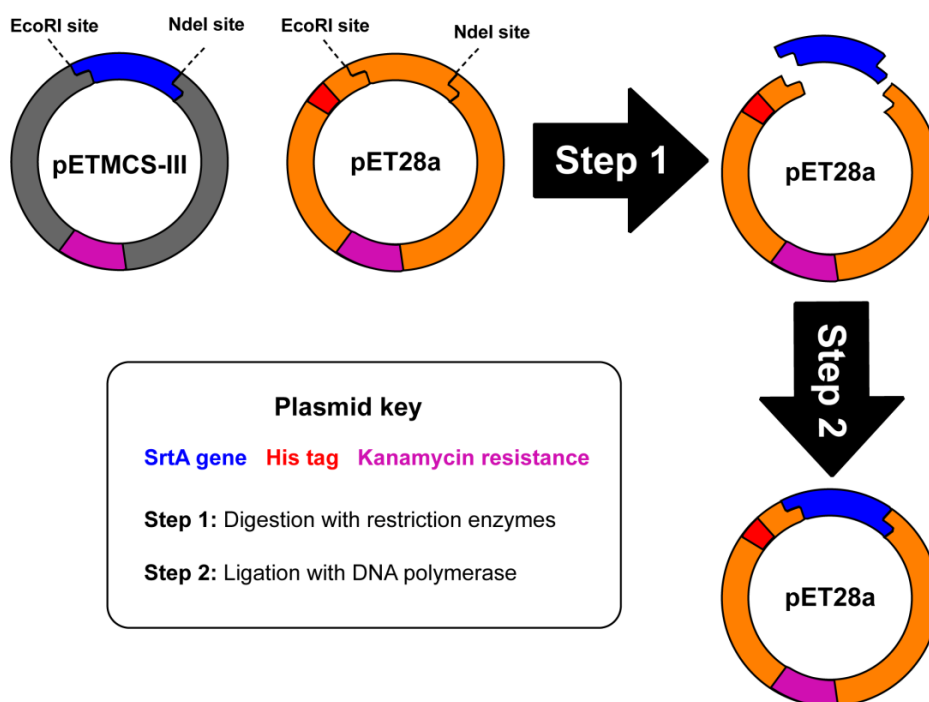 EcoRI site
NdeI site
EcoRI site
NdeI site
pETMCS-III
pET28a
Step 1
pET28a
Step 2
Plasmid key
SrtA gene His tag Kanamycin resistance
Step 1: Digestion with restriction enzymes
Step 2: Ligation with DNA polymerase
pET28a